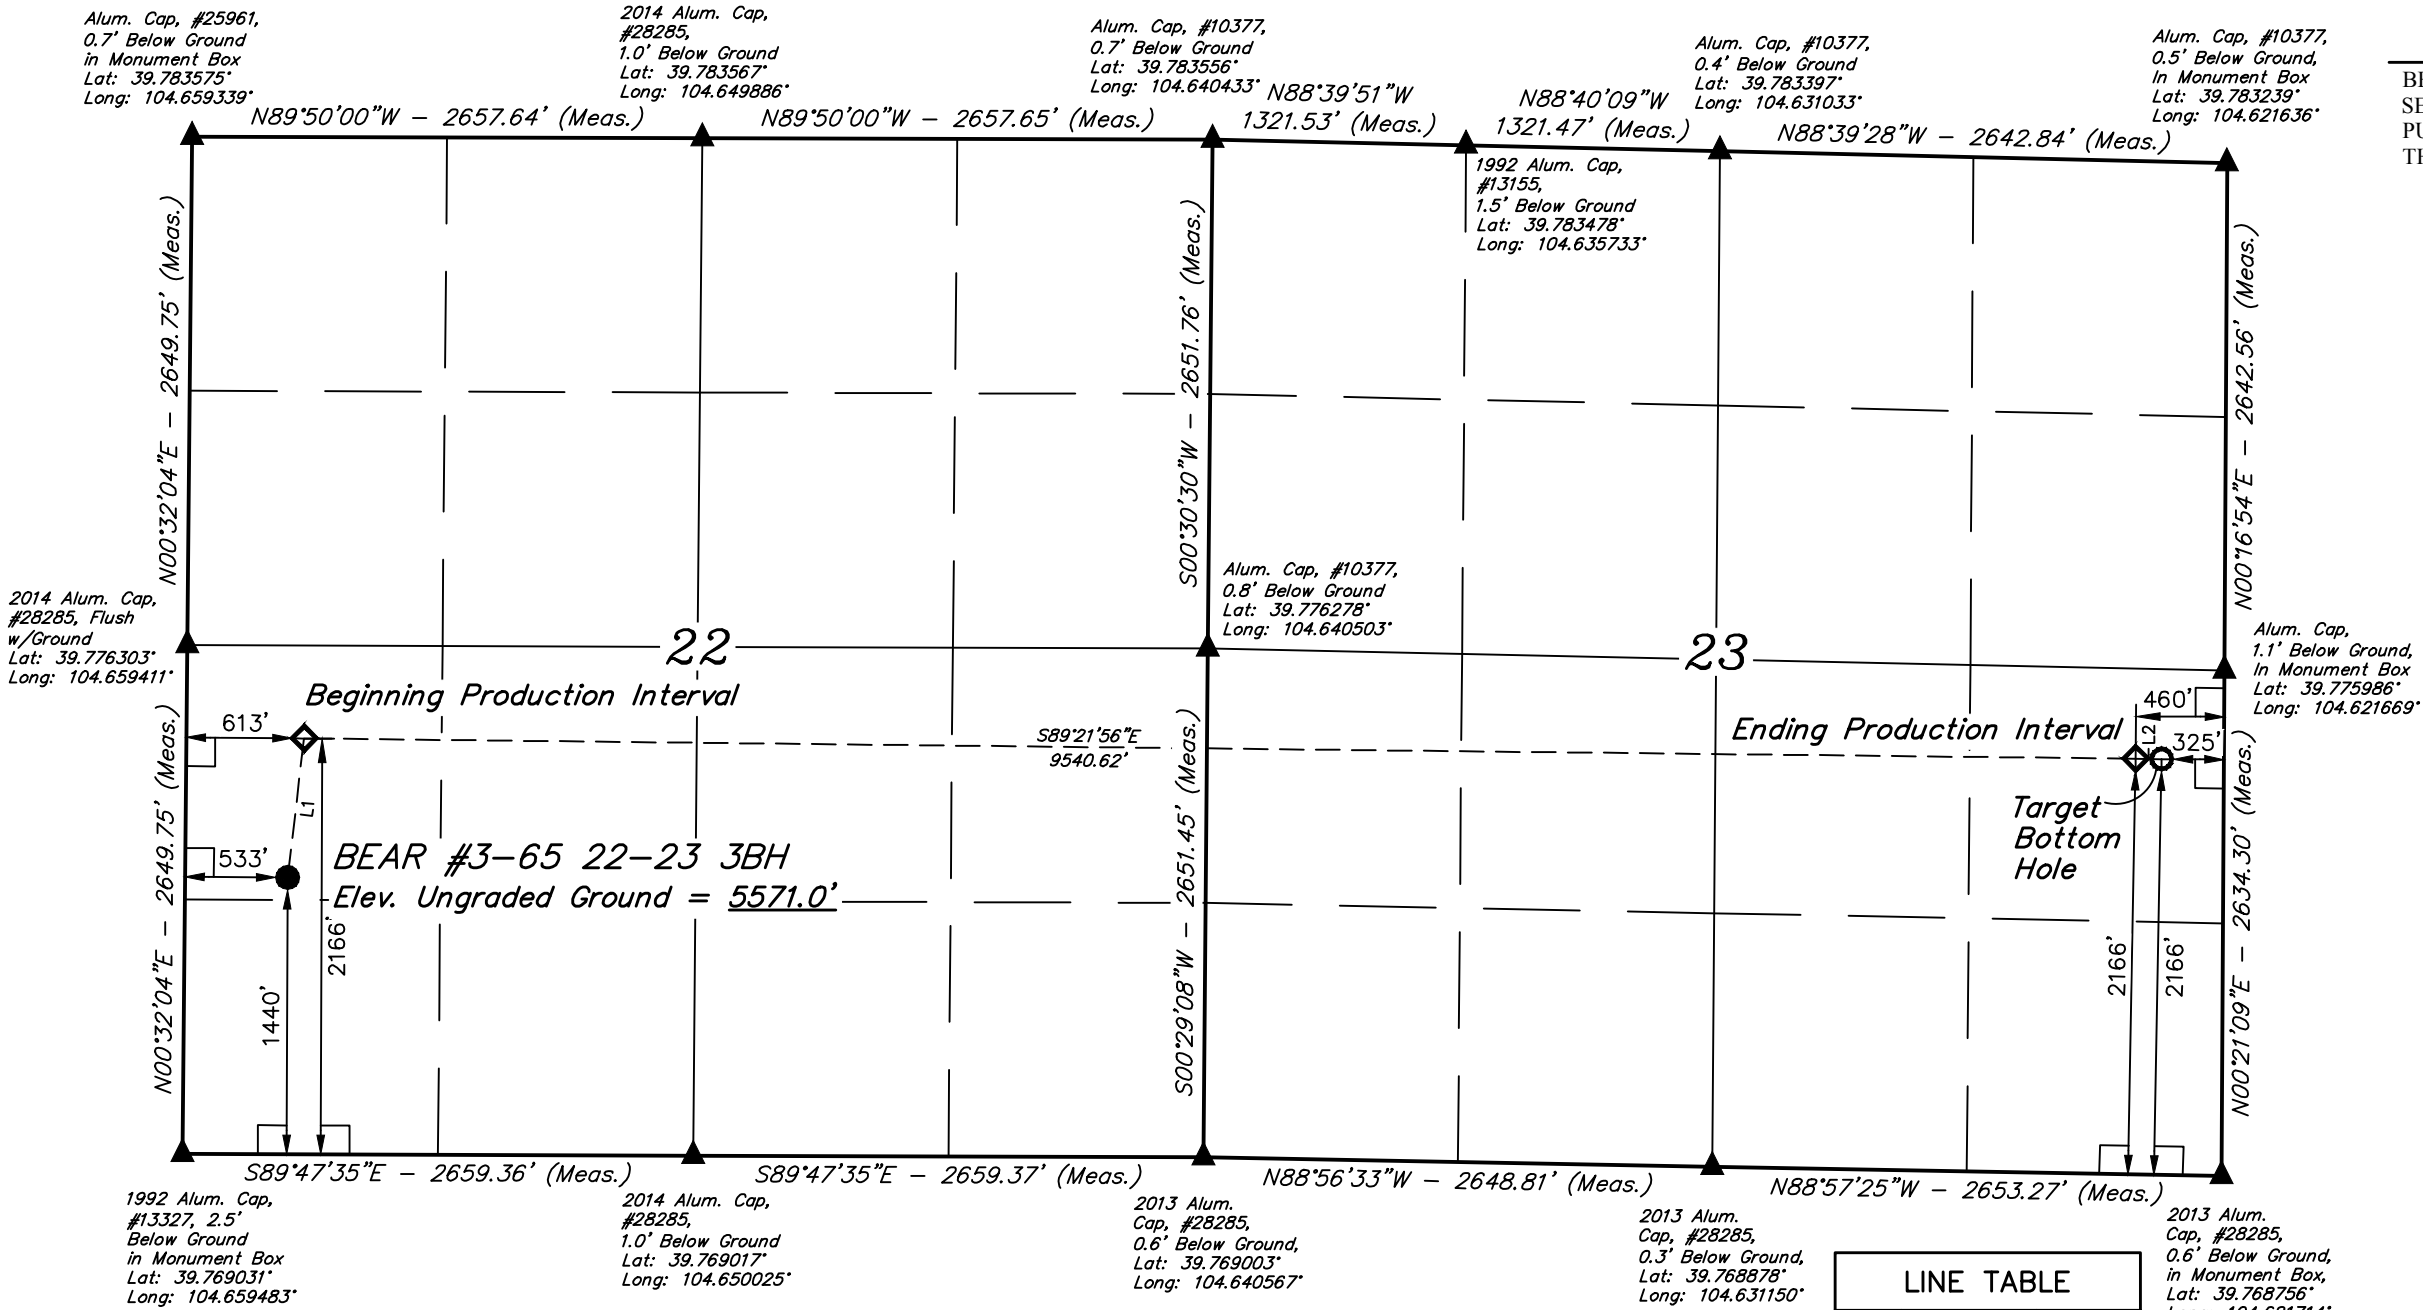 Alum. Cap, #25961,
0.7' Below Ground
in Monument Box
Lat: 39.783575°
Long: 104.659339°
2014 Alum. Cap,
#28285,
1.0' Below Ground
Lat: 39.783567°
Long: 104.649886°
Alum. Cap, #10377,
0.7' Below Ground
Lat: 39.783556°
Long: 104.640433°
Alum. Cap, #10377,
0.4' Below Ground
Lat: 39.783397°
Long: 104.631033°
Alum. Cap, #10377,
0.5' Below Ground,
In Monument Box
Lat: 39.783239°
Long: 104.621636°
N89°50'00"W – 2657.64' (Meas.)
N89°50'00"W – 2657.65' (Meas.)
N88°39'51"W
1321.53' (Meas.)
N88°40'09"W
1321.47' (Meas.)
N88°39'28"W – 2642.84' (Meas.)
1992 Alum. Cap,
#13155,
1.5' Below Ground
Lat: 39.783478°
Long: 104.635733°
N00°32'04"E – 2649.75' (Meas.)
S00°30'30"W – 2651.76' (Meas.)
N00°16'54"E – 2642.56' (Meas.)
2014 Alum. Cap,
#28285, Flush
w/Ground
Lat: 39.776303°
Long: 104.659411°
Alum. Cap, #10377,
0.8' Below Ground
Lat: 39.776278°
Long: 104.640503°
Alum. Cap,
1.1' Below Ground,
In Monument Box
Lat: 39.775986°
Long: 104.621669°
22
23
Beginning Production Interval
613'
S89°21'56"E
9540.62'
Ending Production Interval
460'
L2
325'
L1
Target
Bottom
Hole
533'
BEAR #3-65 22-23 3BH
Elev. Ungraded Ground = 5571.0'
1440'
2166'
2166'
2166'
N00°32'04"E – 2649.75' (Meas.)
S00°29'08"W – 2651.45' (Meas.)
N00°21'09"E – 2634.30' (Meas.)
S89°47'35"E – 2659.36' (Meas.)
S89°47'35"E – 2659.37' (Meas.)
N88°56'33"W – 2648.81' (Meas.)
N88°57'25"W – 2653.27' (Meas.)
1992 Alum. Cap,
#13327, 2.5'
Below Ground
in Monument Box
Lat: 39.769031°
Long: 104.659483°
2014 Alum. Cap,
#28285,
1.0' Below Ground
Lat: 39.769017°
Long: 104.650025°
2013 Alum.
Cap, #28285,
0.6' Below Ground,
Lat: 39.769003°
Long: 104.640567°
2013 Alum.
Cap, #28285,
0.3' Below Ground,
Lat: 39.768878°
Long: 104.631150°
2013 Alum.
Cap, #28285,
0.6' Below Ground,
in Monument Box,
Lat: 39.768756°
LINE TABLE